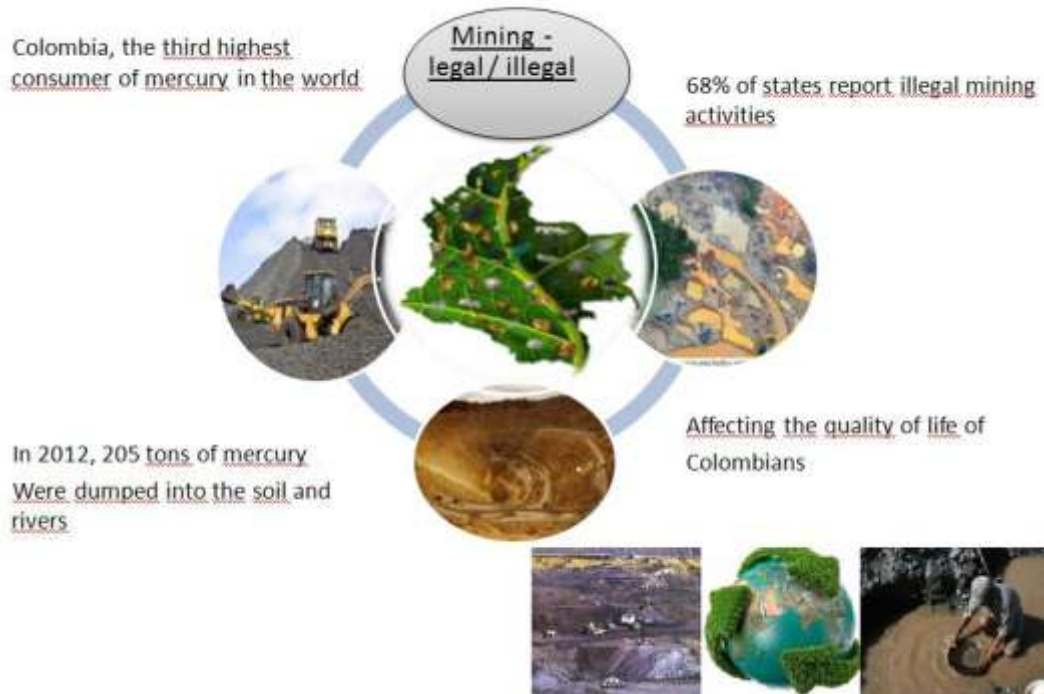 Mining -
legal / illegal
Colombia, the third highest
consumer of mercury in the world
68% of states report illegal mining
activities
In 2012, 205 tons of mercury
Were dumped into the soil and
rivers
Affecting the quality of life of
Colombians